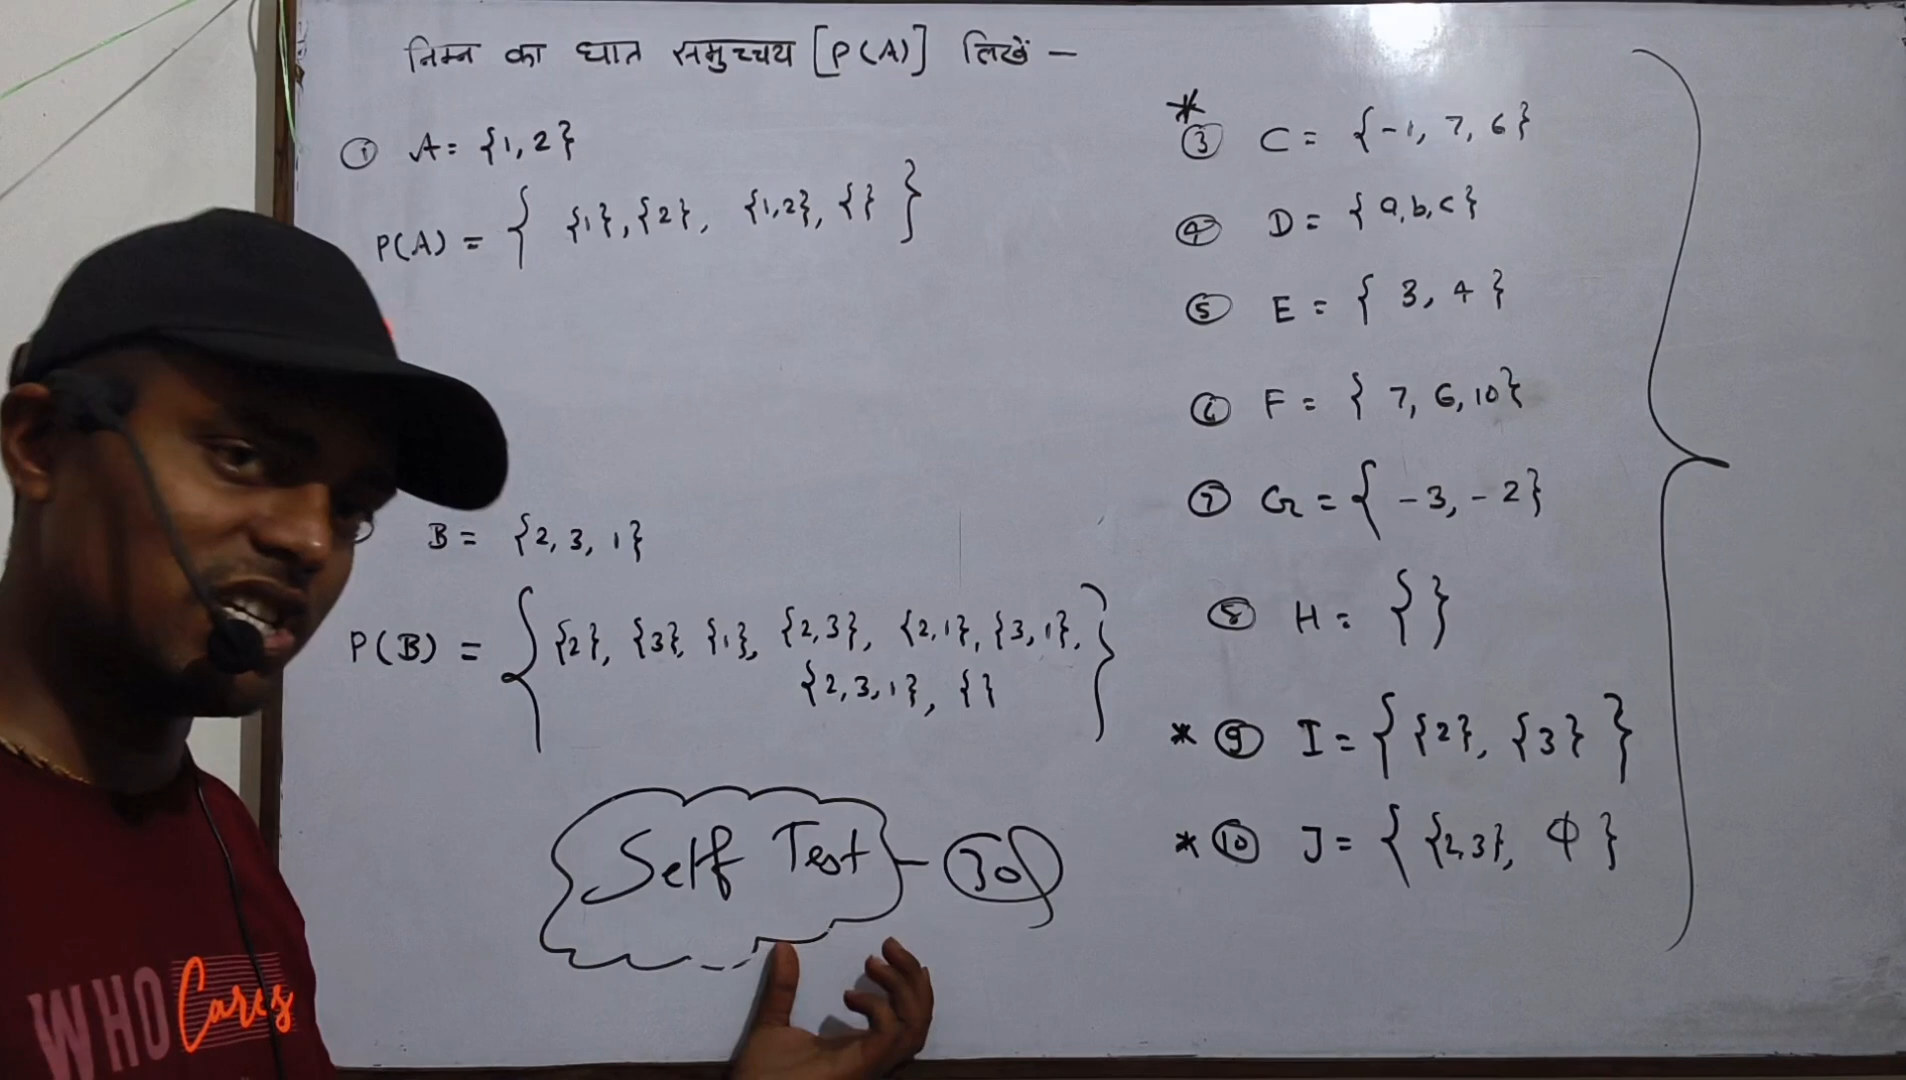 निम्न का घात समुच्चय [P(A)] लिखें —
① A = {1, 2}
P(A) = { {1}, {2}, {1,2}, {} }
B = {2, 3, 1}
P(B) = { {2}, {3}, {1}, {2,3}, {2,1}, {3,1}, 
{2,3,1}, {} }
Self Test
* ③ C = {-1, 7, 6}
④ D = {a,b,c}
⑤ E = {3, 4}
⑥ F = {7, 6, 10}
⑦ G = {-3, -2}
⑧ H = {}
* ⑨ I = { {2}, {3} }
* ⑩ J = { {2,3}, Φ }
WHO Cares